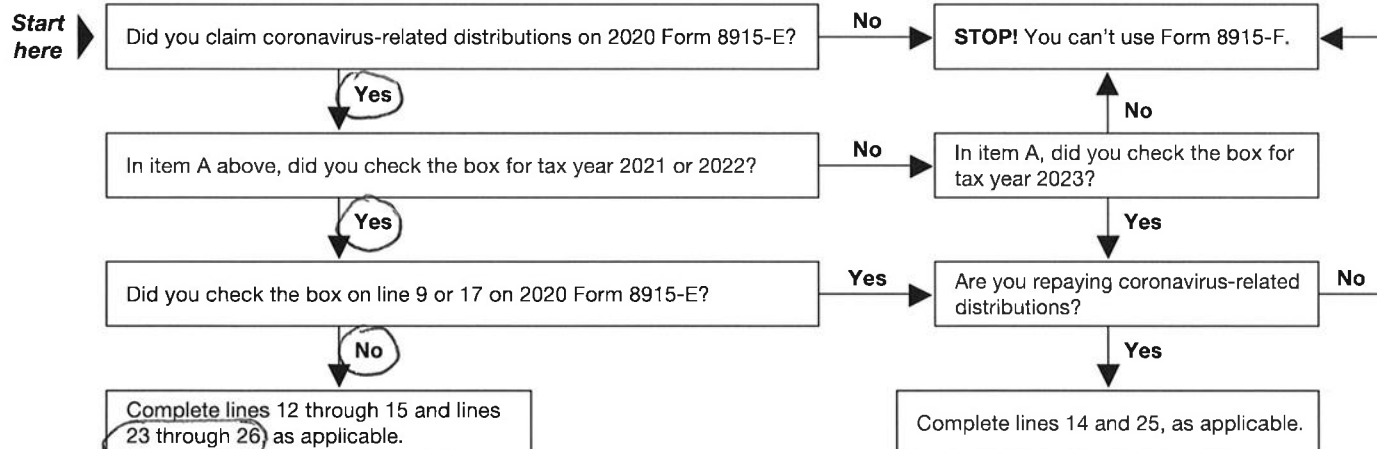 Start
here
Did you claim coronavirus-related distributions on 2020 Form 8915-E?
No
STOP! You can't use Form 8915-F.
Yes
No
In item A above, did you check the box for tax year 2021 or 2022?
No
In item A, did you check the box for
tax year 2023?
Yes
Yes
Did you check the box on line 9 or 17 on 2020 Form 8915-E?
Yes
Are you repaying coronavirus-related
distributions?
No
No
Yes
Complete lines 12 through 15 and lines
23 through 26, as applicable.
Complete lines 14 and 25, as applicable.